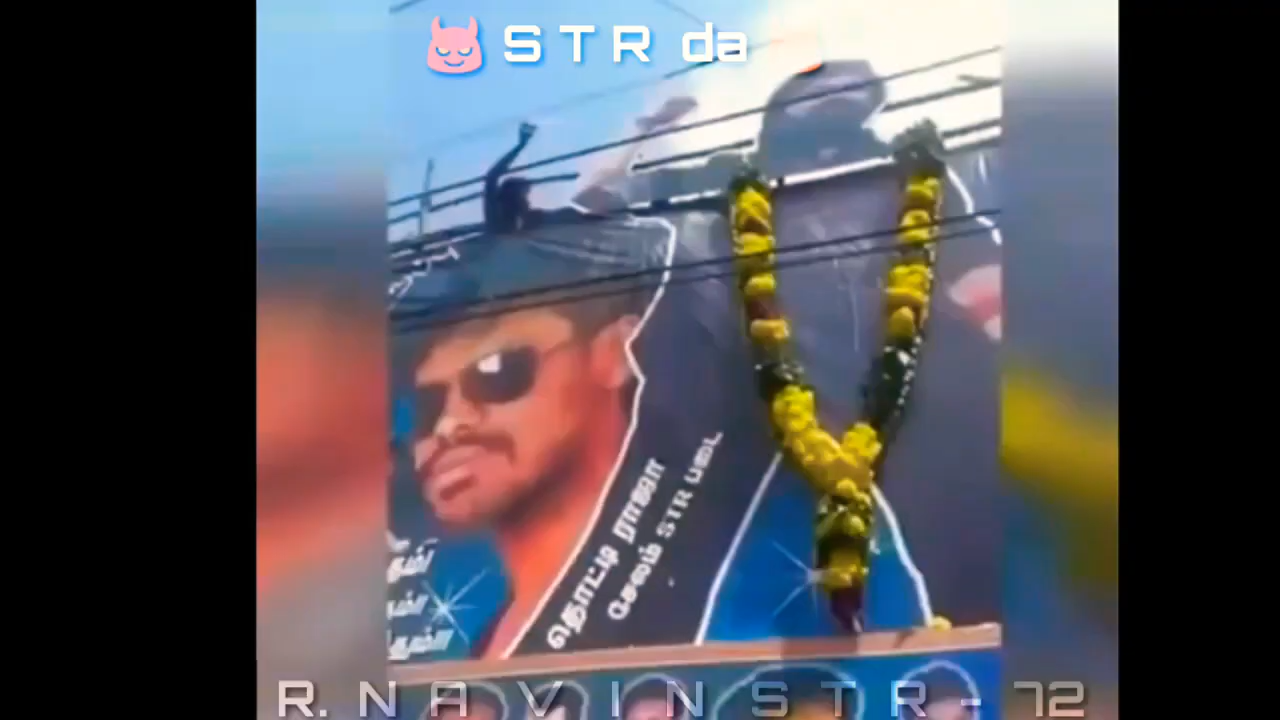 😈 S T R da
தொட்டி ராஜா
சேலம் STR படை
R. N A V I N S T R - 72